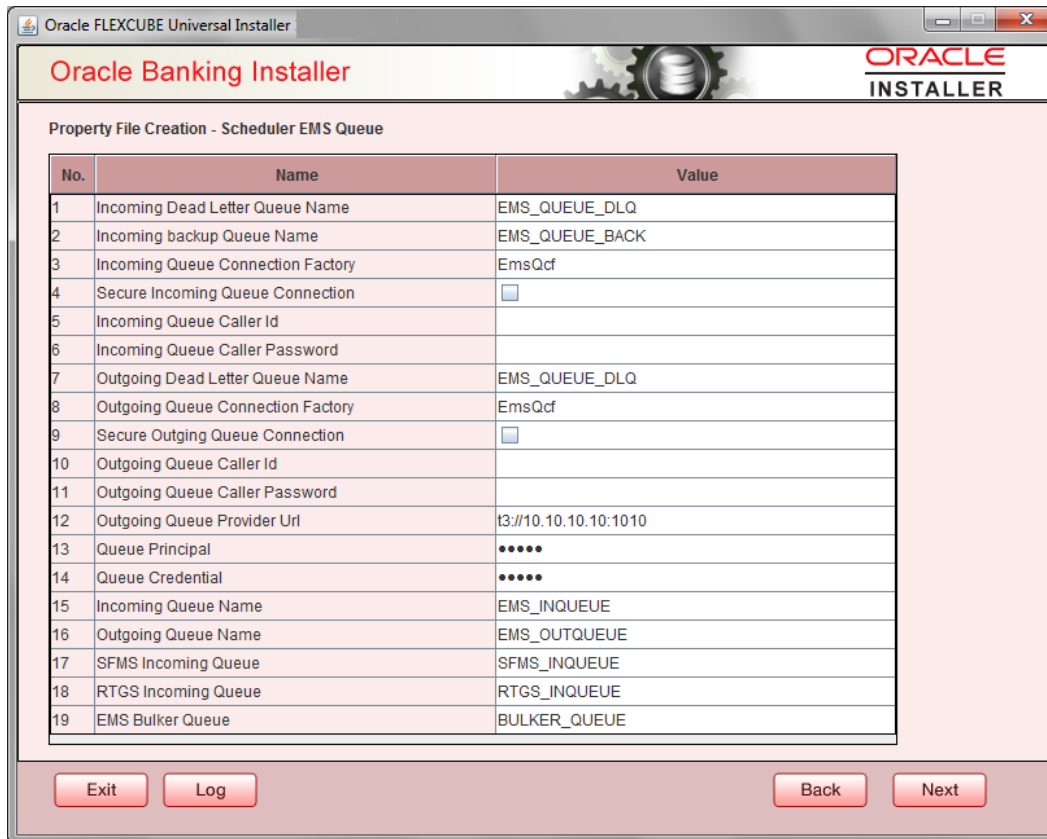 Oracle FLEXCUBE Universal Installer
Oracle Banking Installer
ORACLE
INSTALLER
Property File Creation - Scheduler EMS Queue
No. Name Value
1 Incoming Dead Letter Queue Name EMS_QUEUE_DLQ
2 Incoming backup Queue Name EMS_QUEUE_BACK
3 Incoming Queue Connection Factory EmsQcf
4 Secure Incoming Queue Connection
5 Incoming Queue Caller Id
6 Incoming Queue Caller Password
7 Outgoing Dead Letter Queue Name EMS_QUEUE_DLQ
8 Outgoing Queue Connection Factory EmsQcf
9 Secure Outging Queue Connection
10 Outgoing Queue Caller Id
11 Outgoing Queue Caller Password
12 Outgoing Queue Provider Url t3://10.10.10.10:1010
13 Queue Principal •••••
14 Queue Credential •••••
15 Incoming Queue Name EMS_INQUEUE
16 Outgoing Queue Name EMS_OUTQUEUE
17 SFMS Incoming Queue SFMS_INQUEUE
18 RTGS Incoming Queue RTGS_INQUEUE
19 EMS Bulker Queue BULKER_QUEUE
Exit Log Back Next